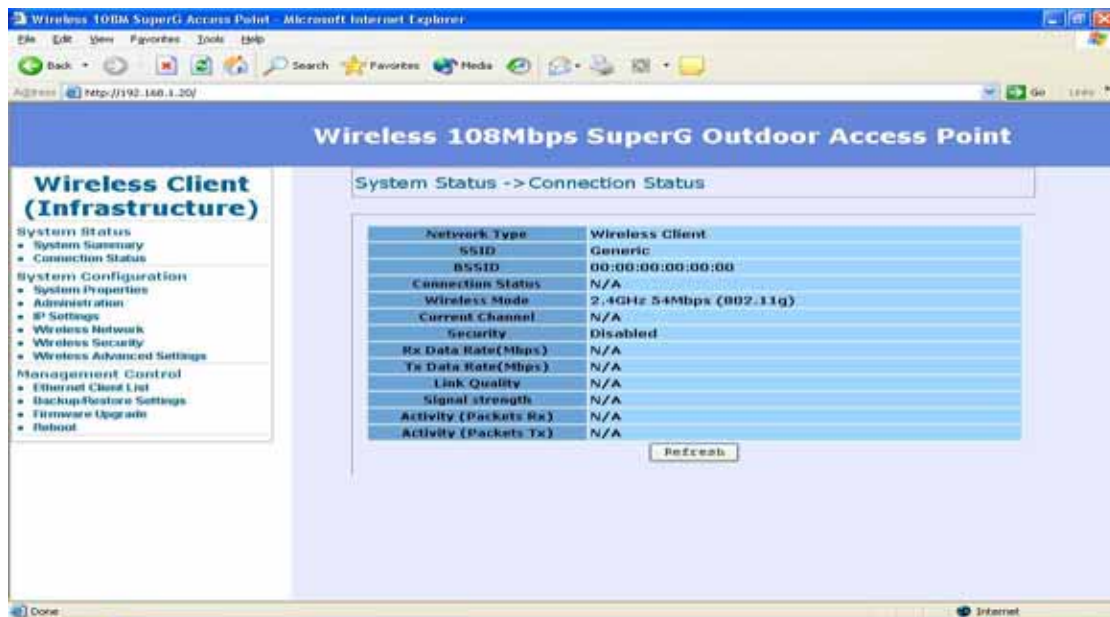 Wireless 108M SuperG Access Point - Microsoft Internet Explorer
File Edit View Favorites Tools Help
Back Search Favorites Media
Address http://192.168.1.20/ Go Links
Wireless 108Mbps SuperG Outdoor Access Point
Wireless Client
(Infrastructure)
System Status
System Summary
Connection Status
System Configuration
System Properties
Administration
IP Settings
Wireless Network
Wireless Security
Wireless Advanced Settings
Management Control
Ethernet Client List
Backup/Restore Settings
Firmware Upgrade
Reboot
System Status ->Connection Status
Network Type Wireless Client
SSID Generic
BSSID 00:00:00:00:00:00
Connection Status N/A
Wireless Mode 2.4GHz 54Mbps (802.11g)
Current Channel N/A
Security Disabled
Rx Data Rate(Mbps) N/A
Tx Data Rate(Mbps) N/A
Link Quality N/A
Signal strength N/A
Activity (Packets Rx) N/A
Activity (Packets Tx) N/A
Refresh
Done Internet